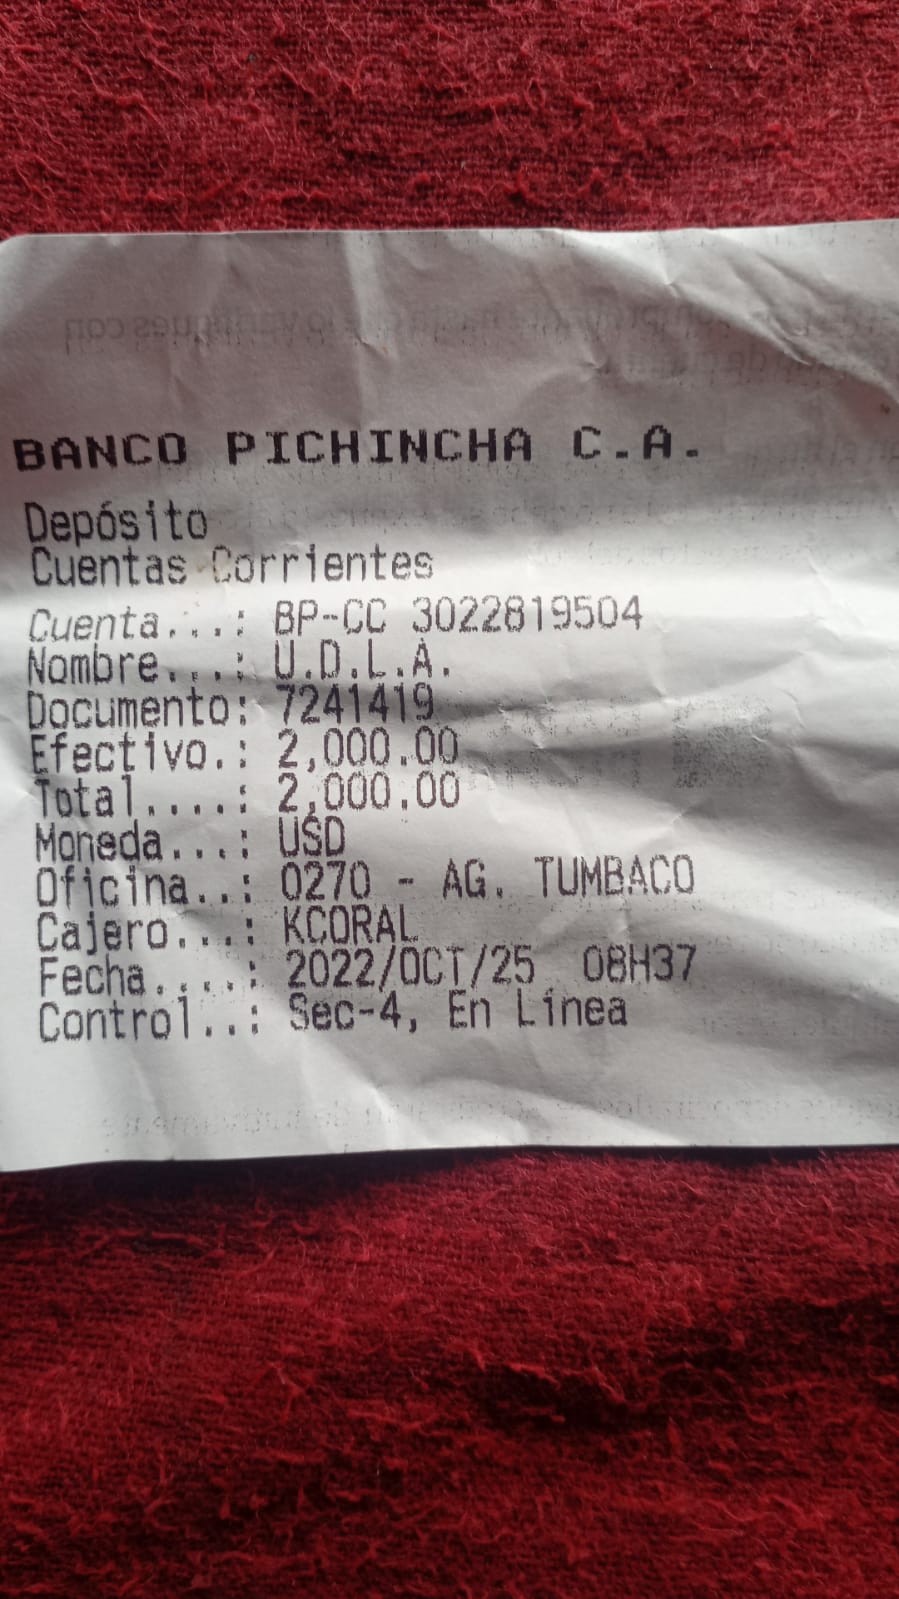 BANCO PICHINCHA C.A.
Depósito
Cuentas Corrientes
Cuenta...: BP-CC 3022819504
Nombre...: U.D.L.A.
Documento: 7241419
Efectivo.: 2,000.00
Total....: 2,000.00
Moneda...: USD
Oficina..: 0270 - AG. TUMBACO
Cajero...: KCORAL
Fecha....: 2022/OCT/25 08H37
Control..: Sec-4, En Línea